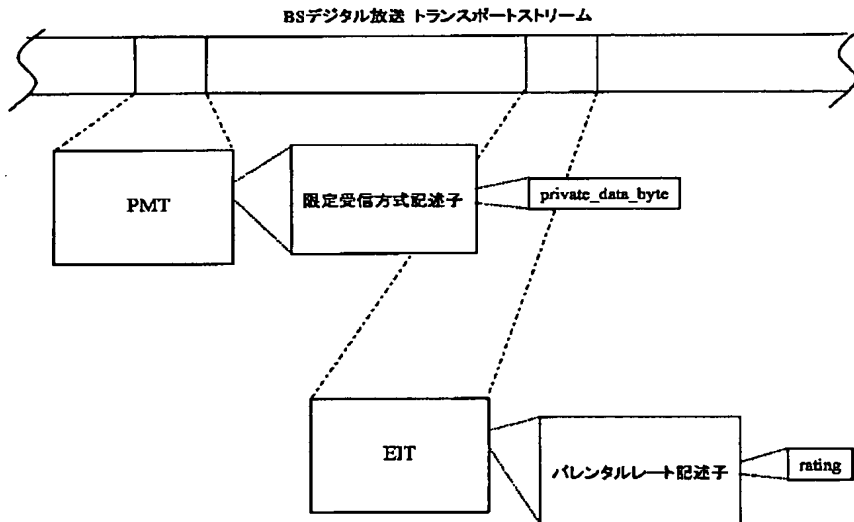 BSデジタル放送 トランスポートストリーム
PMT
限定受信方式記述子
private_data_byte
EIT
パレンタルレート記述子
rating